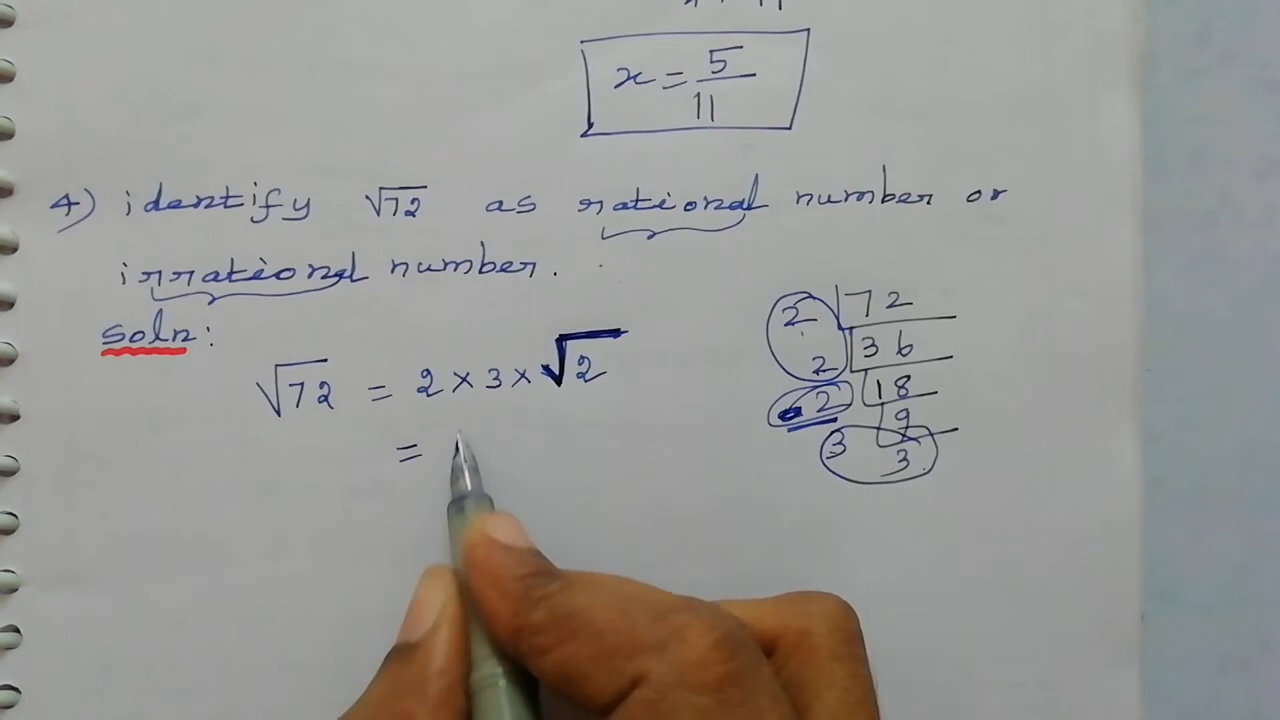 x = 5/11
4) identify √72 as rational number or
irrational number.
Soln:
√72 = 2 × 3 × √2
=
2 | 72
2 | 36
2 | 18
3 | 9
3